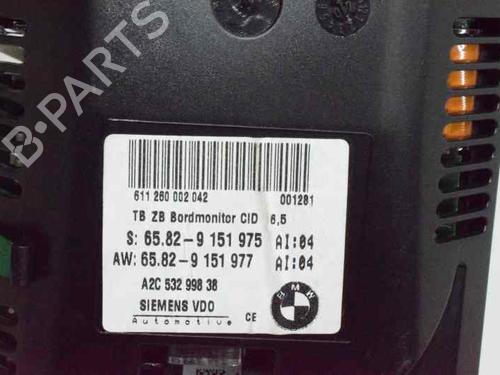 B·PARTS
611 260 002 042 001281
TB ZB Bordmonitor CID 6,5
S: 65.82-9 151 975 AI:04
AW: 65.82-9 151 977 AI:04
A2C 532 998 38
SIEMENS VDO
Automotive CE
BMW